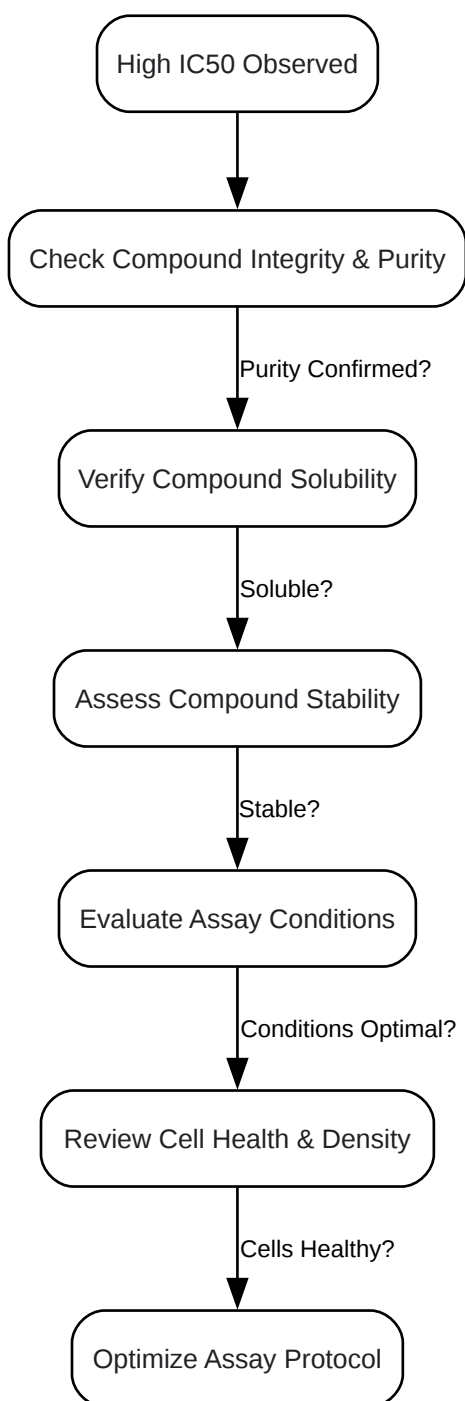 High IC50 Observed
Check Compound Integrity & Purity
Purity Confirmed?
Verify Compound Solubility
Soluble?
Assess Compound Stability
Stable?
Evaluate Assay Conditions
Conditions Optimal?
Review Cell Health & Density
Cells Healthy?
Optimize Assay Protocol